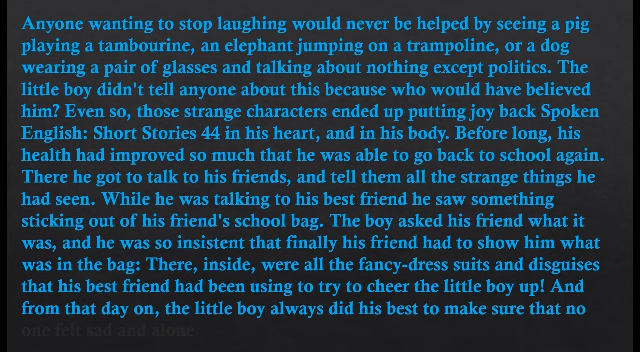 Anyone wanting to stop laughing would never be helped by seeing a pig
playing a tambourine, an elephant jumping on a trampoline, or a dog
wearing a pair of glasses and talking about nothing except politics. The
little boy didn't tell anyone about this because who would have believed
him? Even so, those strange characters ended up putting joy back Spoken
English: Short Stories 44 in his heart, and in his body. Before long, his
health had improved so much that he was able to go back to school again.
There he got to talk to his friends, and tell them all the strange things he
had seen. While he was talking to his best friend he saw something
sticking out of his friend's school bag. The boy asked his friend what it
was, and he was so insistent that finally his friend had to show him what
was in the bag: There, inside, were all the fancy-dress suits and disguises
that his best friend had been using to try to cheer the little boy up! And
from that day on, the little boy always did his best to make sure that no
one felt sad and alone